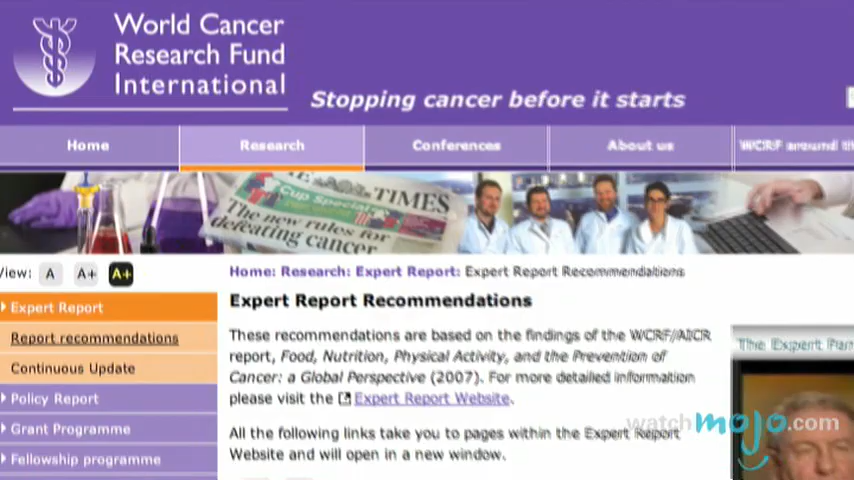 World Cancer
Research Fund
International
Stopping cancer before it starts
Home
Research
Conferences
About us
WCRF around th
THE TIMES
Cup Special
The new rules for
defeating cancer
View: A A+ A+
Home: Research: Expert Report: Expert Report Recommendations
Expert Report
Report recommendations
Continuous Update
Policy Report
Grant Programme
Fellowship programme
Expert Report Recommendations
These recommendations are based on the findings of the WCRF/AICR
report, Food, Nutrition, Physical Activity, and the Prevention of
Cancer: a Global Perspective (2007). For more detailed information
please visit the Expert Report Website.
All the following links take you to pages within the Expert Report
Website and will open in a new window.
The Expert Pan
watchmojo.com